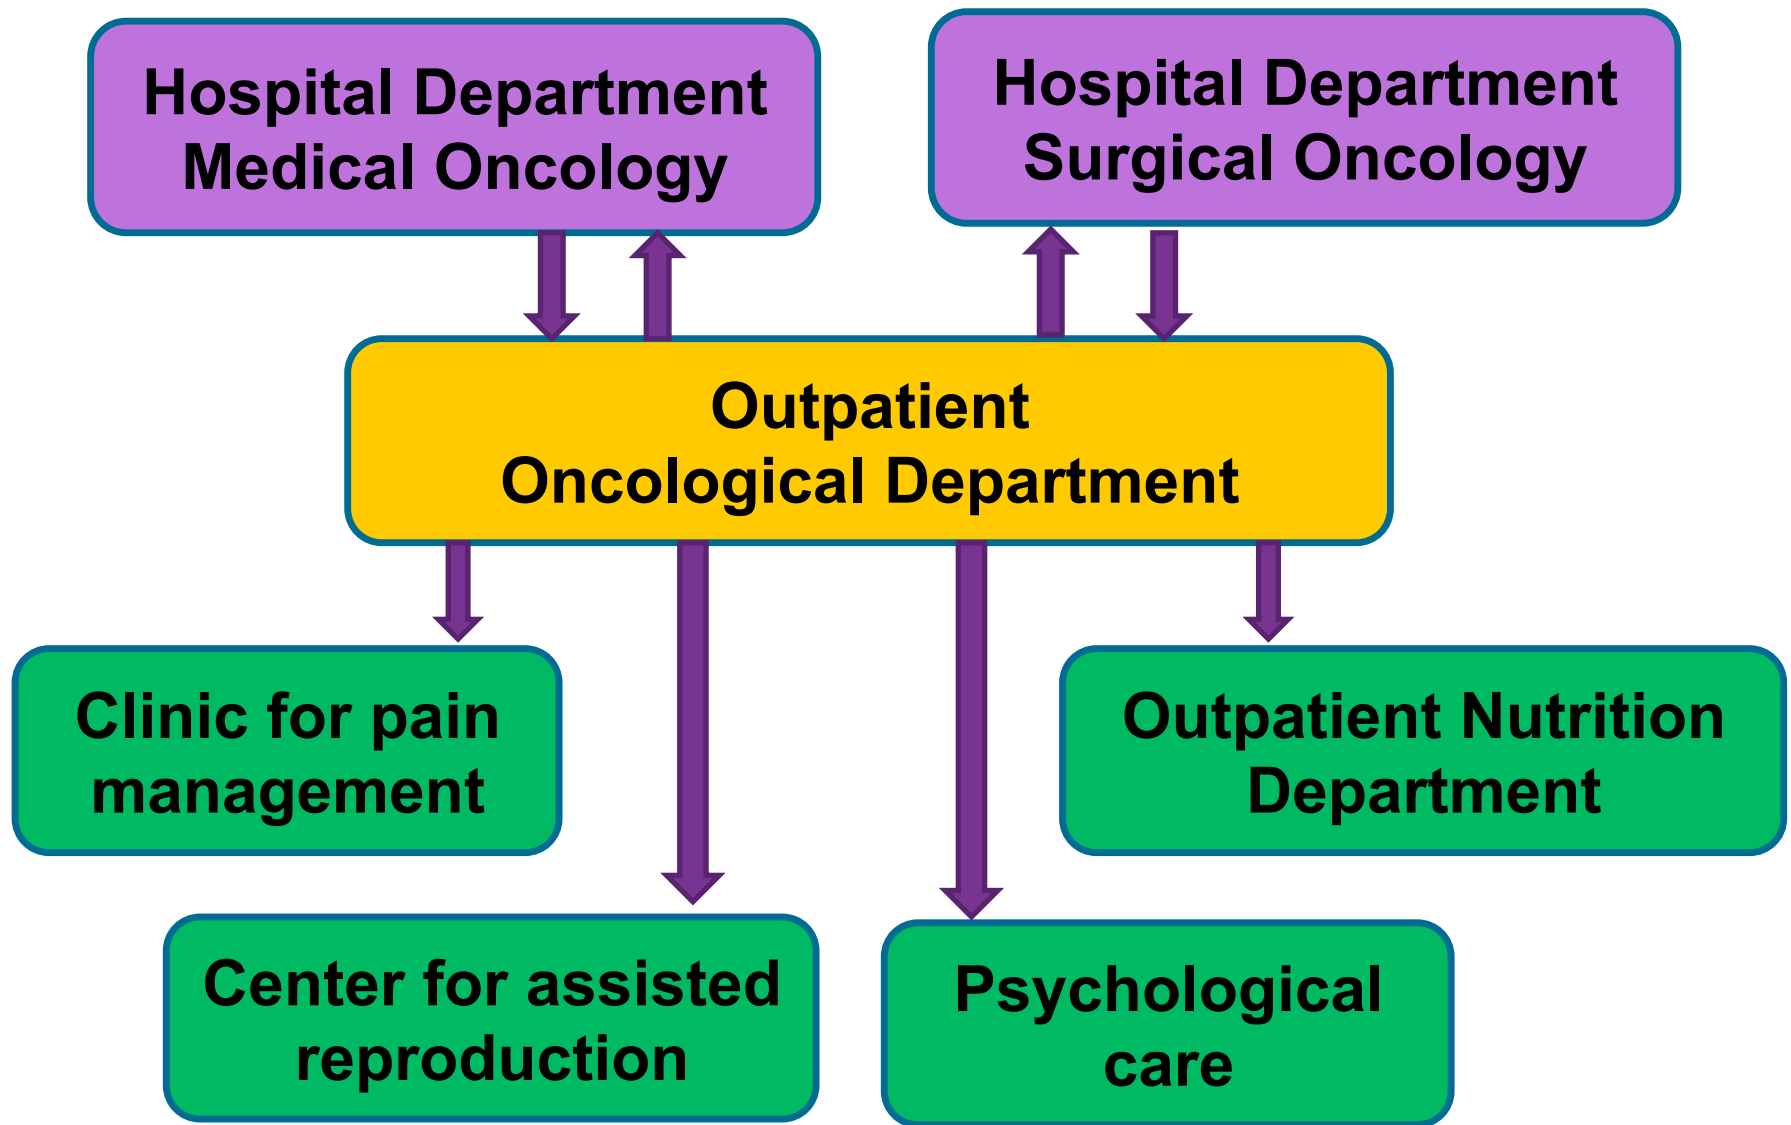 Hospital Department
Medical Oncology
Hospital Department
Surgical Oncology
Outpatient
Oncological Department
Clinic for pain
management
Outpatient Nutrition
Department
Center for assisted
reproduction
Psychological
care